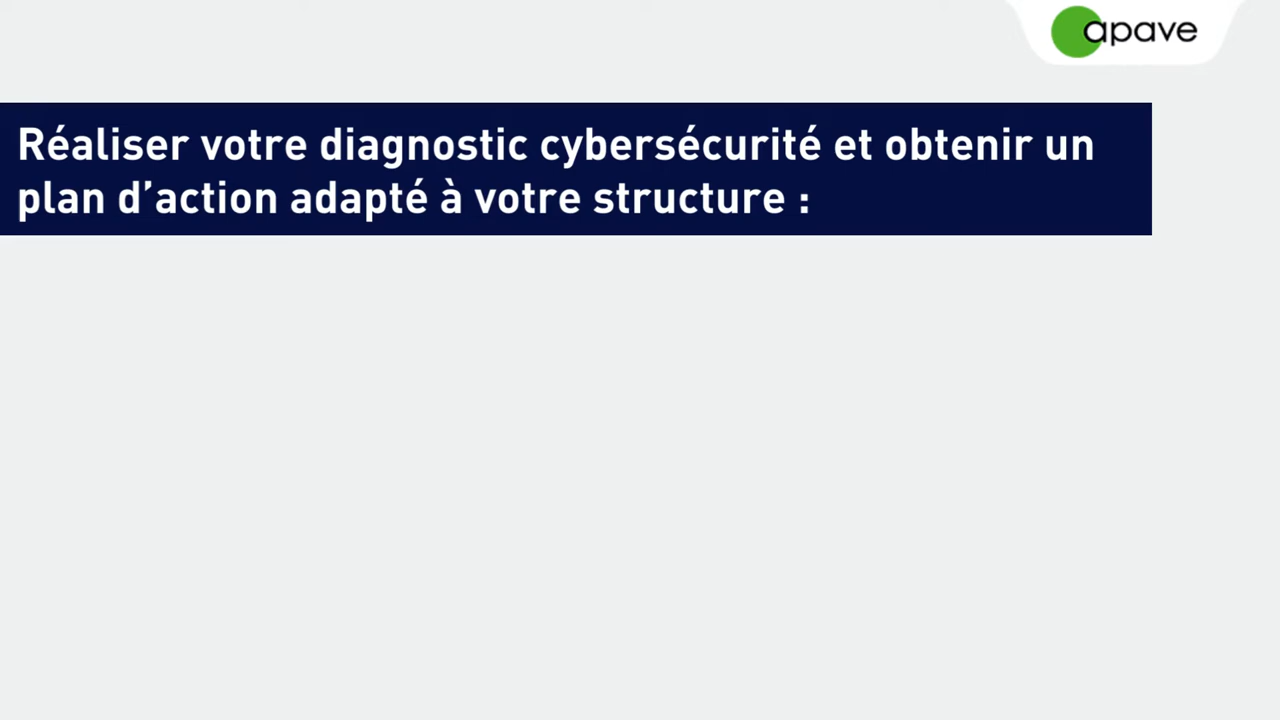 apave
Réaliser votre diagnostic cybersécurité et obtenir un
plan d’action adapté à votre structure :